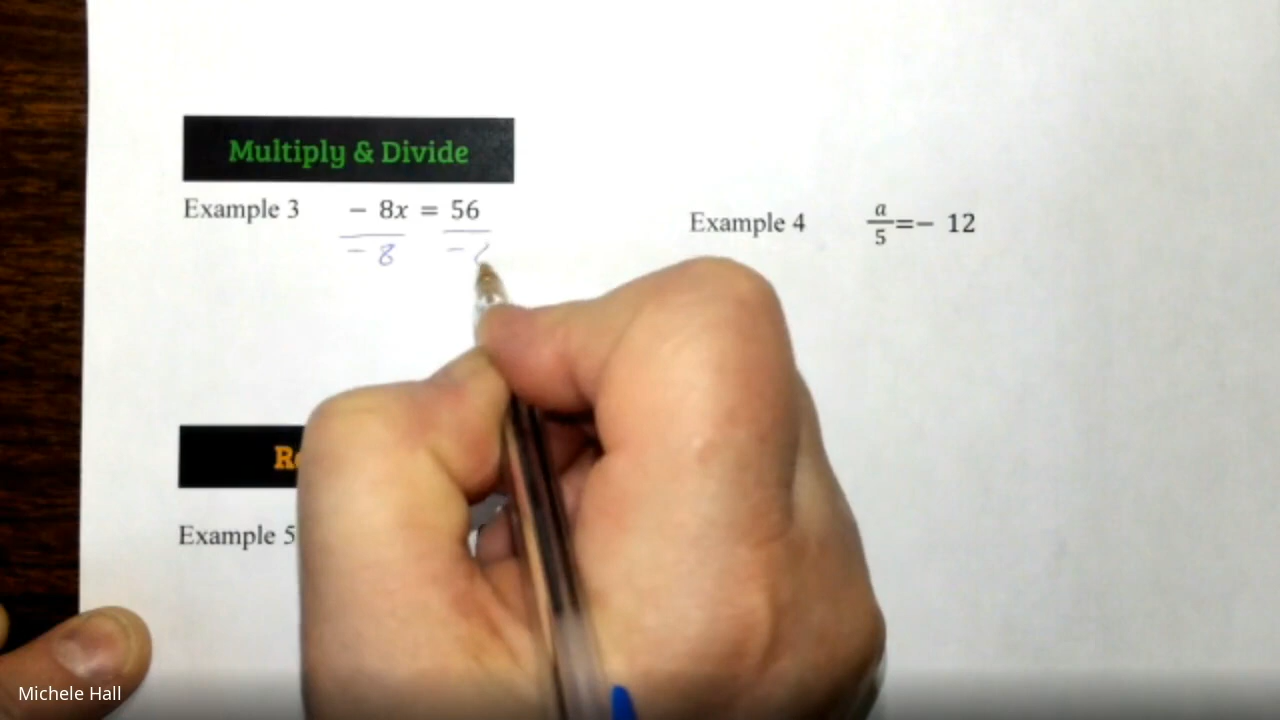 Multiply & Divide
Example 3 − 8x = 56
− 8 −
Example 4 a/5 = − 12
Example 5
Michele Hall